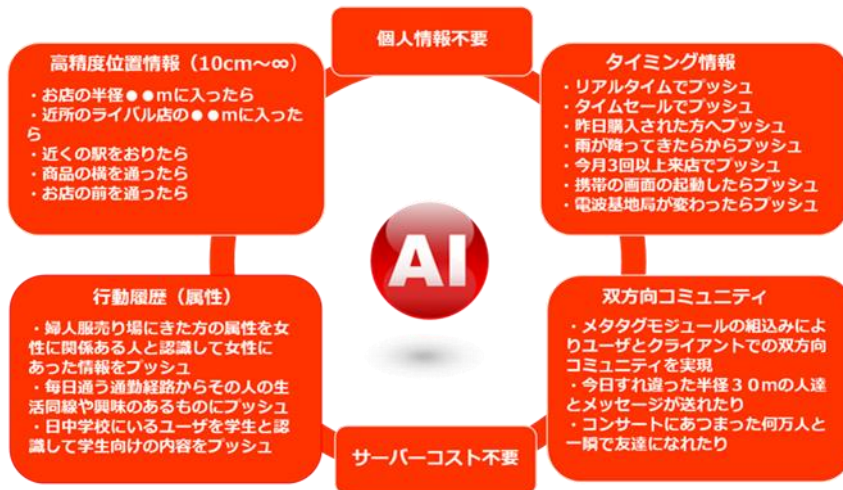 個人情報不要
高精度位置情報（10cm～∞）
・お店の半径●●mに入ったら
・近所のライバル店の●●mに入った
ら
・近くの駅をおりたら
・商品の横を通ったら
・お店の前を通ったら
タイミング情報
・リアルタイムでプッシュ
・タイムセールでプッシュ
・昨日購入された方へプッシュ
・雨が降ってきたらからプッシュ
・今月3回以上来店でプッシュ
・携帯の画面の起動したらプッシュ
・電波基地局が変わったらプッシュ
AI
行動履歴（属性）
・婦人服売り場にきた方の属性を女
性に関係ある人と認識して女性に
あった情報をプッシュ
・毎日通う通勤経路からその人の生
活同線や興味のあるものにプッシュ
・日中学校にいるユーザを学生と認
識して学生向けの内容をプッシュ
双方向コミュニティ
・メタタグモジュールの組込みによ
りユーザとクライアントでの双方向
コミュニティを実現
・今日すれ違った半径３０ｍの人達
とメッセージが送れたり
・コンサートにあつまった何万人と
一瞬で友達になれたり
サーバーコスト不要